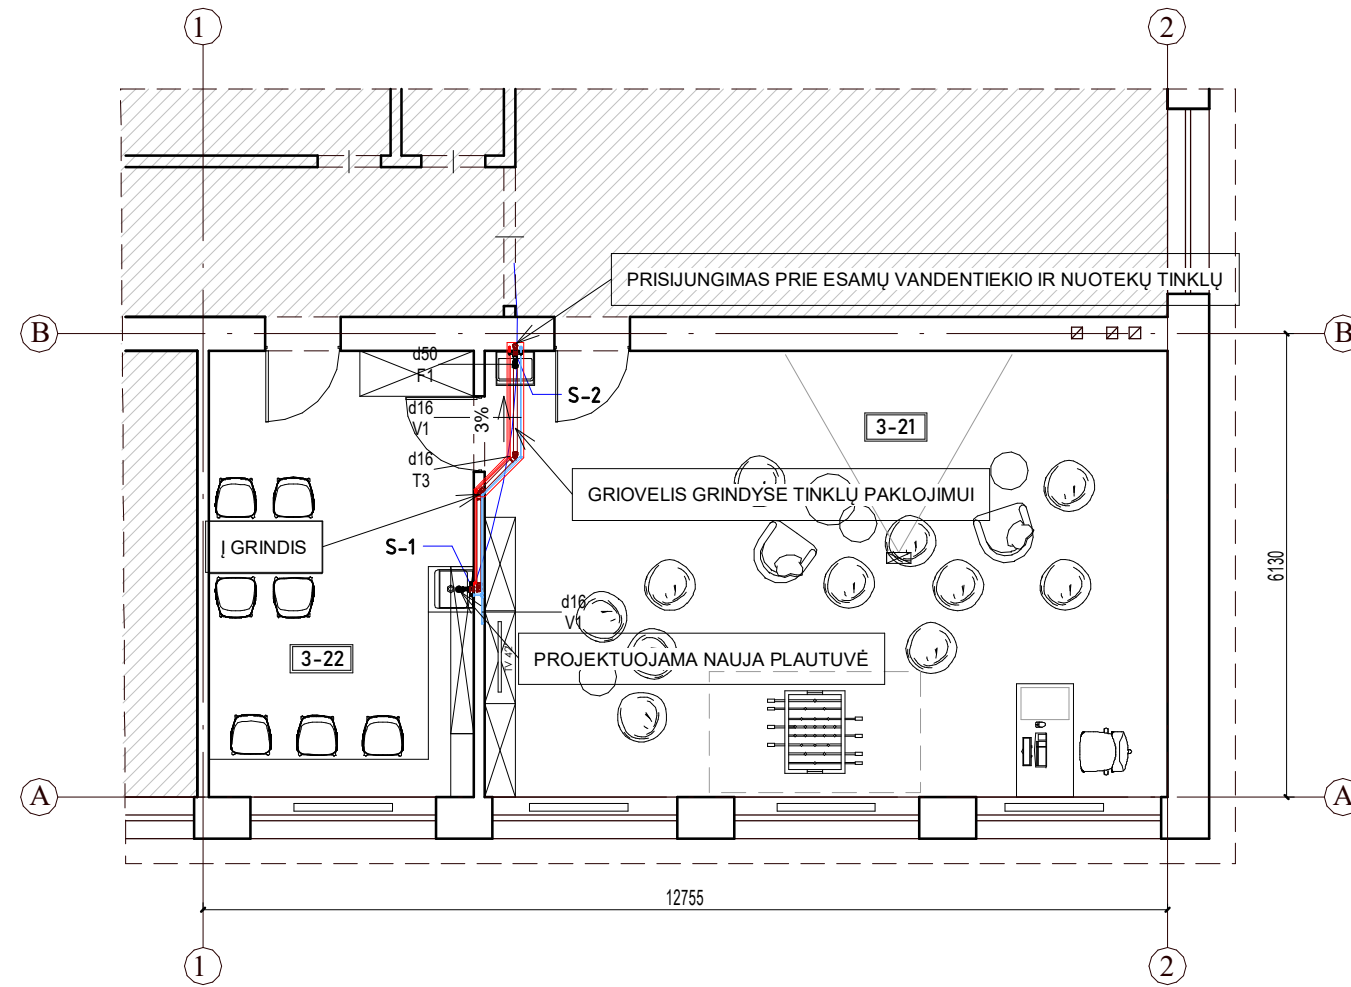 1
2
PRISIJUNGIMAS PRIE ESAMŲ VANDENTIEKIO IR NUOTEKŲ TINKLŲ
B
B
d50
F1
S-2
d16
V1
3%
3-21
d16
T3
GRIOVELIS GRINDYSE TINKLŲ PAKLOJIMUI
Į GRINDIS
S-1
6130
d16
V1
3-22
PROJEKTUOJAMA NAUJA PLAUTUVĖ
A
A
12755
1
2